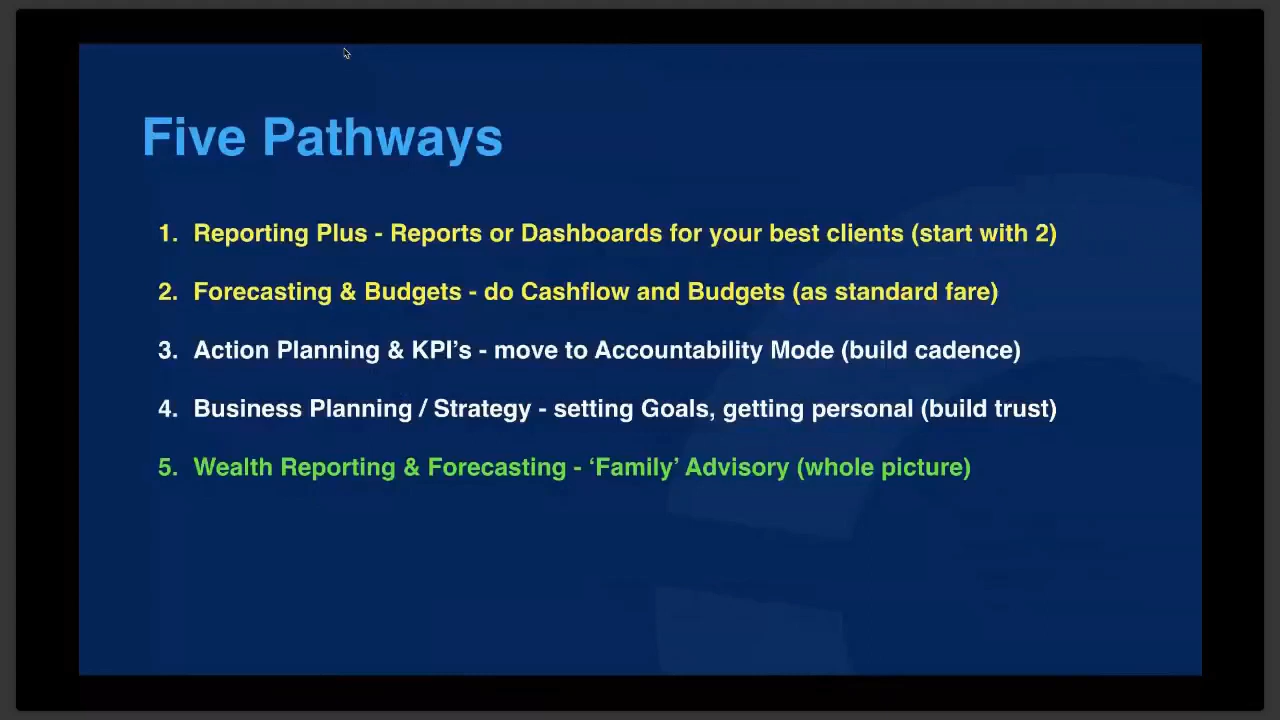 Five Pathways
1. Reporting Plus - Reports or Dashboards for your best clients (start with 2)
2. Forecasting & Budgets - do Cashflow and Budgets (as standard fare)
3. Action Planning & KPI’s - move to Accountability Mode (build cadence)
4. Business Planning / Strategy - setting Goals, getting personal (build trust)
5. Wealth Reporting & Forecasting - ‘Family’ Advisory (whole picture)